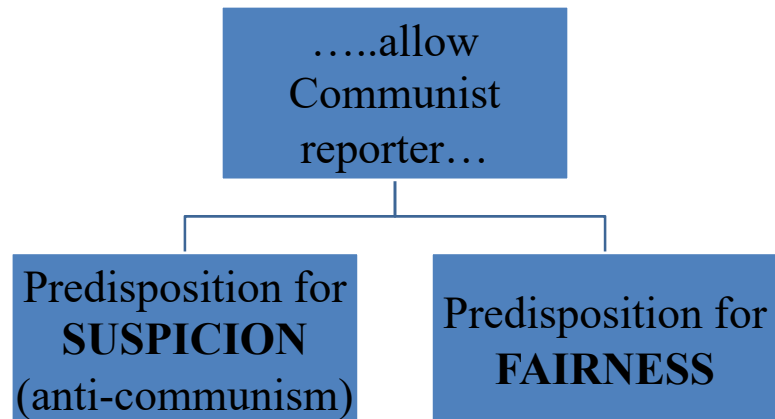 …..allow
Communist
reporter…
Predisposition for
SUSPICION
(anti-communism)
Predisposition for
FAIRNESS